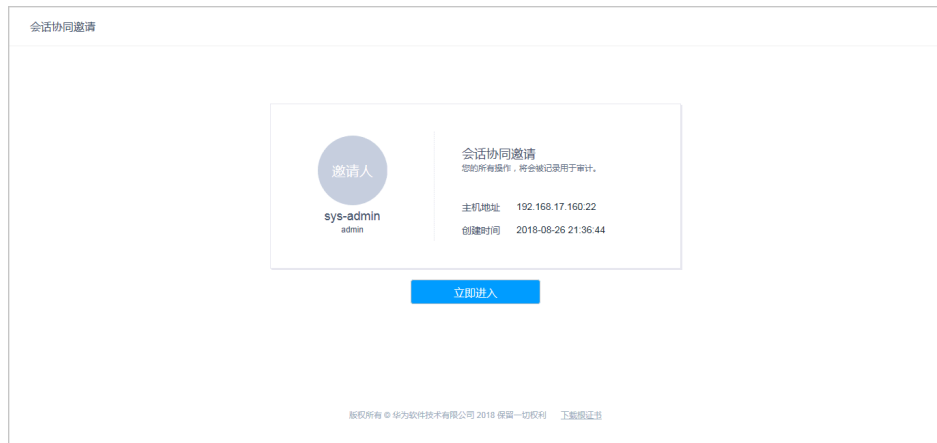 会话协同邀请
邀请人
sys-admin
admin
会话协同邀请
您的所有操作，将会被记录用于审计。
主机地址 192.168.17.160:22
创建时间 2018-08-26 21:36:44
立即进入
版权所有 © 华为软件技术有限公司 2018 保留一切权利 下载根证书